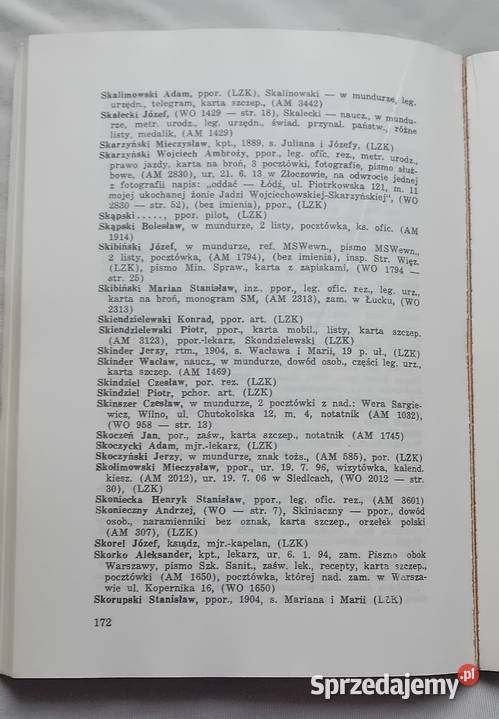 Skalimowski Adam, ppor. (LZK), Skalinowski — w mundurze, leg.
urzędn., telegram, karta szczep., (AM 3442)
Skałecki Józef, (WO 1429 — str. 18), Skalecki — naucz., w mundu-
rze, metr. urodz., leg. urzędn., świad. przynal. państw., różne
listy, medalik, (AM 1429)
Skarzyński Mieczysław, kpt., 1889, s. Juliana i Józefy, (LZK)
Skarzyński Wojciech Ambroży, ppor., leg. ofic. rez., metr. urodz.,
prawo jazdy, karta na broń, 3 pocztówki, fotografie, pismo służ-
bowe, (AM 2830), ur. 21. 6. 13 w Złoczowie, na odwrocie jednej
z fotografii napis: „oddać — Łódź, ul. Piotrkowska 121, m. 11
mojej ukochanej żonie Jadzi Wojciechowskiej-Skarzyńskiej", (WO
2830 — str. 52), (bez imienia), ppor., (LZK)
Skąpski....., ppor. pilot, (LZK)
Skąpski Bolesław, w mundurze, 2 listy, pocztówka, ks. ofic. (AM
1914)
Skibiński Józef, w mundurze, ref. MSWewn., pismo MSWewn.,
2 listy, pocztówka, (AM 1794), (bez imienia), insp. Str. Więz.
(LZK), pismo Min. Spraw., karta z zapiskami, (WO 1794 —
str. 25)
Skibiński Marian Stanisław, inż., ppor., leg. ofic. rez., leg. urz.,
karta na broń, monogram SM, (AM 2313), zam. w Łucku, (WO
2313)
Skiendzielewski Konrad, ppor. art. (LZK)
Skiendzielewski Piotr, ppor., karta mobil., listy, karta szczep.
(AM 3123), ppor.-lekarz, Skondzielewski (LZK)
Skinder Jerzy, rtm., 1904, s. Wacława i Marii, 19 p. uł., (LZK)
Skinder Wacław, naucz., w mundurze, dowód osob., części leg. urz.,
karta szczep. (AM 1469)
Skindziel Czesław, por. rez. (LZK)
Skindziel Piotr, pchor. art. (LZK)
Skinszer Czesław, w mundurze, 2 pocztówki z nad.: Wera Sargie-
wicz, Wilno, ul. Chutokolska 12, m. 4, notatnik (AM 1032),
(WO 958 — str. 13)
Skoczeń Jan, por., zaśw., karta szczep., notatnik (AM 1745)
Skoczycki Adam, mjr.-lekarz, (LZK)
Skoczyński Jerzy, w mundurze, znak tożs., (AM 585), por. (LZK)
Skolimowski Mieczysław, ppor., ur. 19. 7. 96, wizytówka, kalend.
kiesz. (AM 2012), ur. 19. 7. 06 w Siedlcach, (WO 2012 — str.
30), (LZK)
Skoniecka Henryk Stanisław, ppor., leg. ofic. rez., (AM 3601)
Skonieczny Andrzej, (WO — str. 7), Skiniaczny — ppor., dowód
osob., naramienniki bez oznak, karta szczep., orzełek polski
(AM 307), (LZK)
Skorel Józef, ksiądz, mjr.-kapelan, (LZK)
Skorko Aleksander, kpt., lekarz, ur. 6. 1. 94, zam. Piszno obok
Warszawy, pismo Szk. Sanit., zaśw. lek., recepty, karta szczep.,
pocztówki (AM 1650), pocztówka, której nad. zam. w Warsza-
wie ul. Kopernika 16, (WO 1650)
Skorupski Stanisław, ppor., 1904, s. Mariana i Marii (LZK)
172
Sprzedajemy.pl